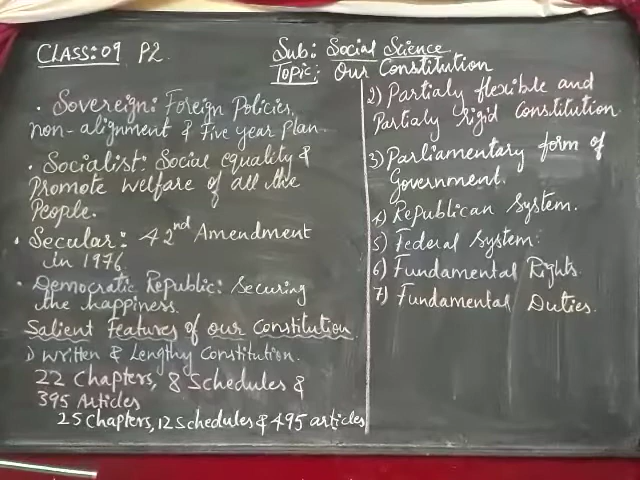 CLASS: 09 P2.
Sub: Social Science
Topic: Our Constitution
• Sovereign: Foreign Policies,
non-alignment & Five year Plan.
• Socialist: Social equality &
Promote welfare of all the
People.
• Secular: 42nd Amendment
in 1976
• Democratic Republic: Securing
the happiness.
Salient Features of our Constitution.
1) Written & Lengthy Constitution.
22 Chapters, 8 Schedules &
395 Articles
25 Chapters, 12 Schedules & 495 articles
2) Partialy flexible and
Partialy Rigid Constitution.
3) Parliamentary form of
Government.
4) Republican System.
5) Federal System:
6) Fundamental Rights
7) Fundamental Duties.